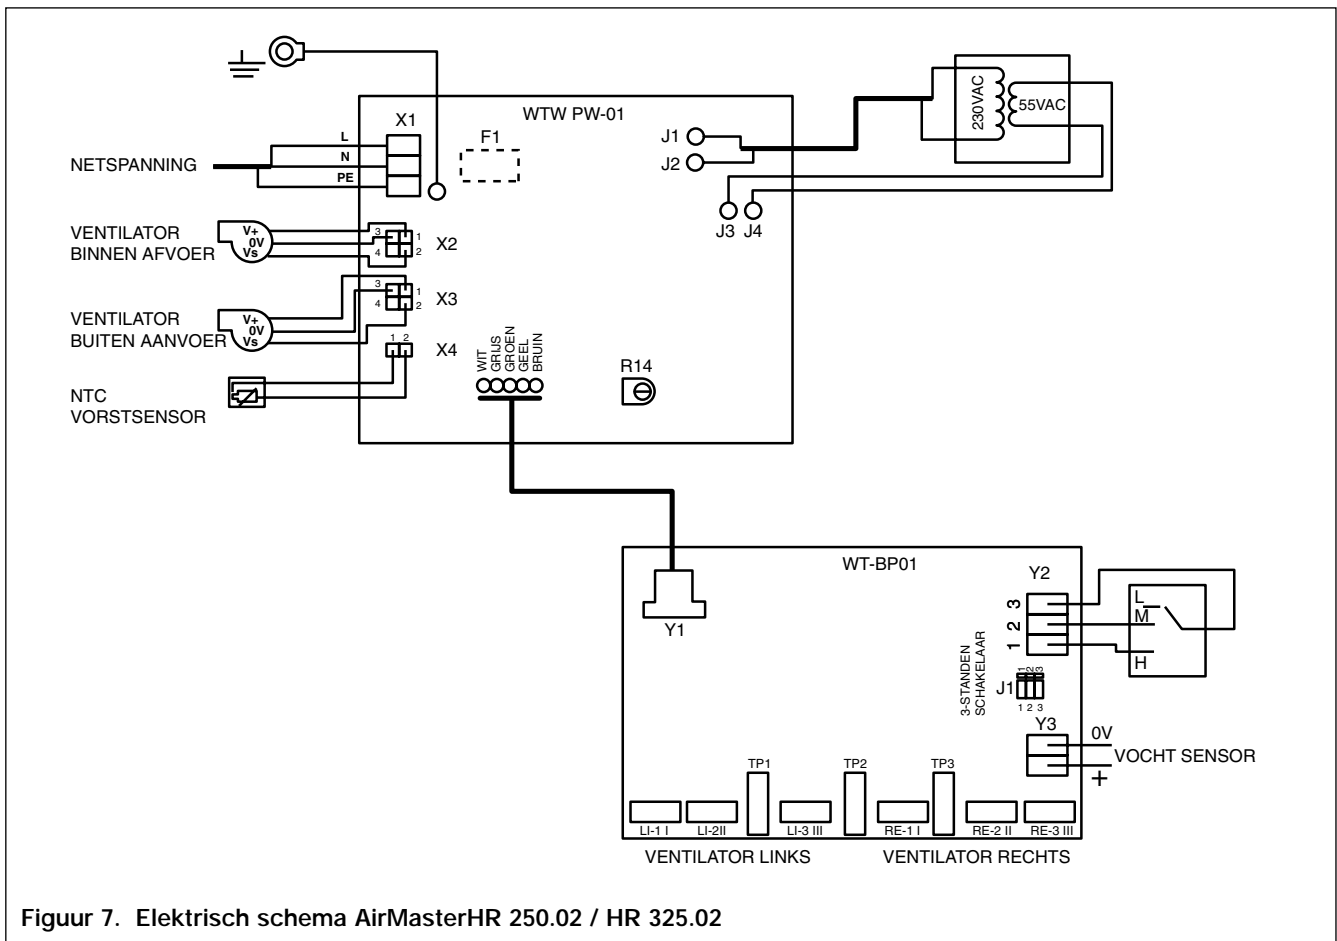 WTW PW-01
X1
F1
L
N
PE
NETSPANNING
J1
J2
230VAC
55VAC
J3 J4
VENTILATOR
BINNEN AFVOER
V+
0V
Vs
3
1
4
2
X2
VENTILATOR
BUITEN AANVOER
V+
0V
Vs
3
1
4
2
X3
1 2
X4
NTC
VORSTSENSOR
WIT
GRIJS
GROEN
GEEL
BRUIN
R14
WT-BP01
Y1
Y2
3
2
1
L
M
H
3-STANDEN
SCHAKELAAR
J1
1 2 3
1 2 3
Y3
0V
+
VOCHT SENSOR
TP1
TP2
TP3
LI-1 I
LI-2II
LI-3 III
RE-1 I
RE-2 II
RE-3 III
VENTILATOR LINKS
VENTILATOR RECHTS
Figuur 7. Elektrisch schema AirMasterHR 250.02 / HR 325.02